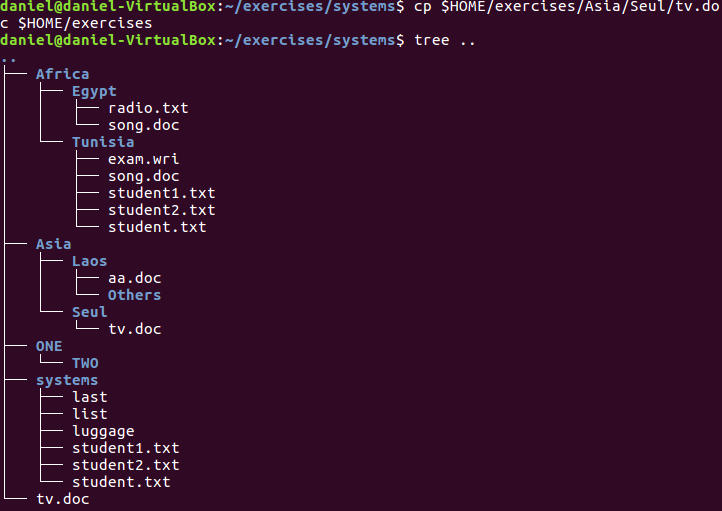 daniel@daniel-VirtualBox:~/exercises/systems$ cp $HOME/exercises/Asia/Seul/tv.do
c $HOME/exercises
daniel@daniel-VirtualBox:~/exercises/systems$ tree ..
..
├── Africa
│   ├── Egypt
│   │   ├── radio.txt
│   │   └── song.doc
│   └── Tunisia
│       ├── exam.wri
│       ├── song.doc
│       ├── student1.txt
│       ├── student2.txt
│       └── student.txt
├── Asia
│   ├── Laos
│   │   ├── aa.doc
│   │   └── Others
│   └── Seul
│       └── tv.doc
├── ONE
│   └── TWO
├── systems
│   ├── last
│   ├── list
│   ├── luggage
│   ├── student1.txt
│   ├── student2.txt
│   └── student.txt
└── tv.doc